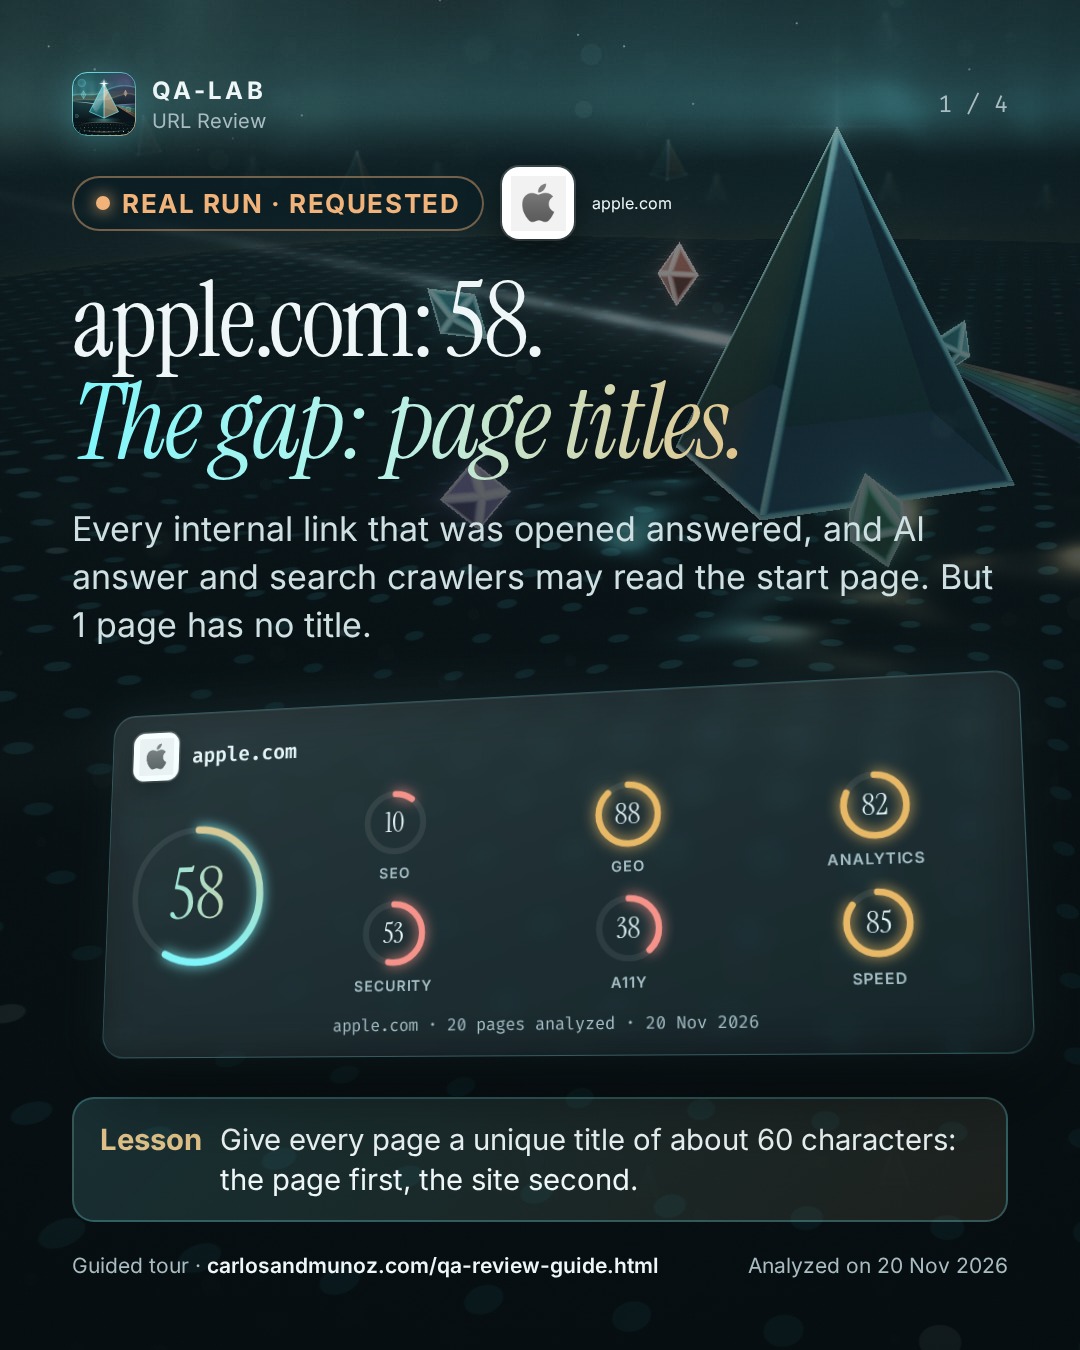 QA-LAB
URL Review
1 / 4
REAL RUN · REQUESTED
apple.com
apple.com: 58.
The gap: page titles.
Every internal link that was opened answered, and AI
answer and search crawlers may read the start page. But
1 page has no title.
apple.com
58
10
SEO
88
GEO
82
ANALYTICS
53
SECURITY
38
A11Y
85
SPEED
apple.com · 20 pages analyzed · 20 Nov 2026
Lesson Give every page a unique title of about 60 characters:
the page first, the site second.
Guided tour · carlosandmunoz.com/qa-review-guide.html
Analyzed on 20 Nov 2026